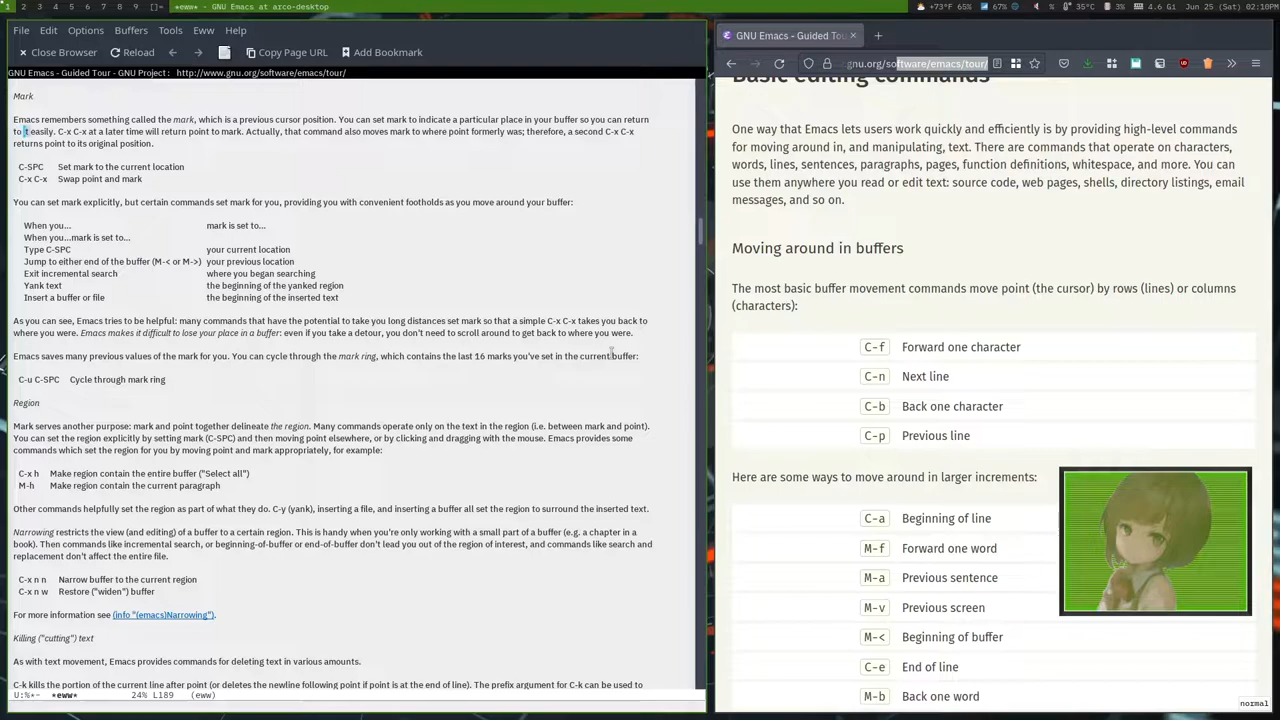 1 2 3 4 5 6 7 8 9 []= *eww* - GNU Emacs at arco-desktop
65% 67% 0% 35°C 3% 4.6 G Jun 25 (Sat) 02:10PM
File Edit Options Buffers Tools Eww Help
Close Browser Reload Copy Page URL Add Bookmark
GNU Emacs - Guided Tour - GNU Project: http://www.gnu.org/software/emacs/tour/
Mark
Emacs remembers something called the mark, which is a previous cursor position. You can set mark to indicate a particular place in your buffer so you can return
to it easily. C-x C-x at a later time will return point to mark. Actually, that command also moves mark to where point formerly was; therefore, a second C-x C-x
returns point to its original position.
C-SPC Set mark to the current location
C-x C-x Swap point and mark
You can set mark explicitly, but certain commands set mark for you, providing you with convenient footholds as you move around your buffer:
When you... mark is set to...
When you...mark is set to...
Type C-SPC your current location
Jump to either end of the buffer (M-< or M->) your previous location
Exit incremental search where you began searching
Yank text the beginning of the yanked region
Insert a buffer or file the beginning of the inserted text
As you can see, Emacs tries to be helpful: many commands that have the potential to take you long distances set mark so that a simple C-x C-x takes you back to
where you were. Emacs makes it difficult to lose your place in a buffer: even if you take a detour, you don't need to scroll around to get back to where you were.
Emacs saves many previous values of the mark for you. You can cycle through the mark ring, which contains the last 16 marks you've set in the current buffer:
C-u C-SPC Cycle through mark ring
Region
Mark serves another purpose: mark and point together delineate the region. Many commands operate only on the text in the region (i.e. between mark and point).
You can set the region explicitly by setting mark (C-SPC) and then moving point elsewhere, or by clicking and dragging with the mouse. Emacs provides some
commands which set the region for you by moving point and mark appropriately, for example:
C-x h Make region contain the entire buffer ("Select all")
M-h Make region contain the current paragraph
Other commands helpfully set the region as part of what they do. C-y (yank), inserting a file, and inserting a buffer all set the region to surround the inserted text.
Narrowing restricts the view (and editing) of a buffer to a certain region. This is handy when you're only working with a small part of a buffer (e.g. a chapter in a
book). Then commands like incremental search, or beginning-of-buffer or end-of-buffer don't lead you out of the region of interest, and commands like search and
replacement don't affect the entire file.
C-x n n Narrow buffer to the current region
C-x n w Restore ("widen") buffer
For more information see (info "(emacs)Narrowing").
Killing ("cutting") text
As with text movement, Emacs provides commands for deleting text in various amounts.
C-k kills the portion of the current line after point (or deletes the newline following point if point is at the end of line). The prefix argument for C-k can be used to
U:%*- *eww* 24% L189 (eww)
GNU Emacs - Guided Tour
.gnu.org/software/emacs/tour/
Basic editing commands
One way that Emacs lets users work quickly and efficiently is by providing high-level commands
for moving around in, and manipulating, text. There are commands that operate on characters,
words, lines, sentences, paragraphs, pages, function definitions, whitespace, and more. You can
use them anywhere you read or edit text: source code, web pages, shells, directory listings, email
messages, and so on.
Moving around in buffers
The most basic buffer movement commands move point (the cursor) by rows (lines) or columns
(characters):
C-f Forward one character
C-n Next line
C-b Back one character
C-p Previous line
Here are some ways to move around in larger increments:
C-a Beginning of line
M-f Forward one word
M-a Previous sentence
M-v Previous screen
M-< Beginning of buffer
C-e End of line
M-b Back one word
normal